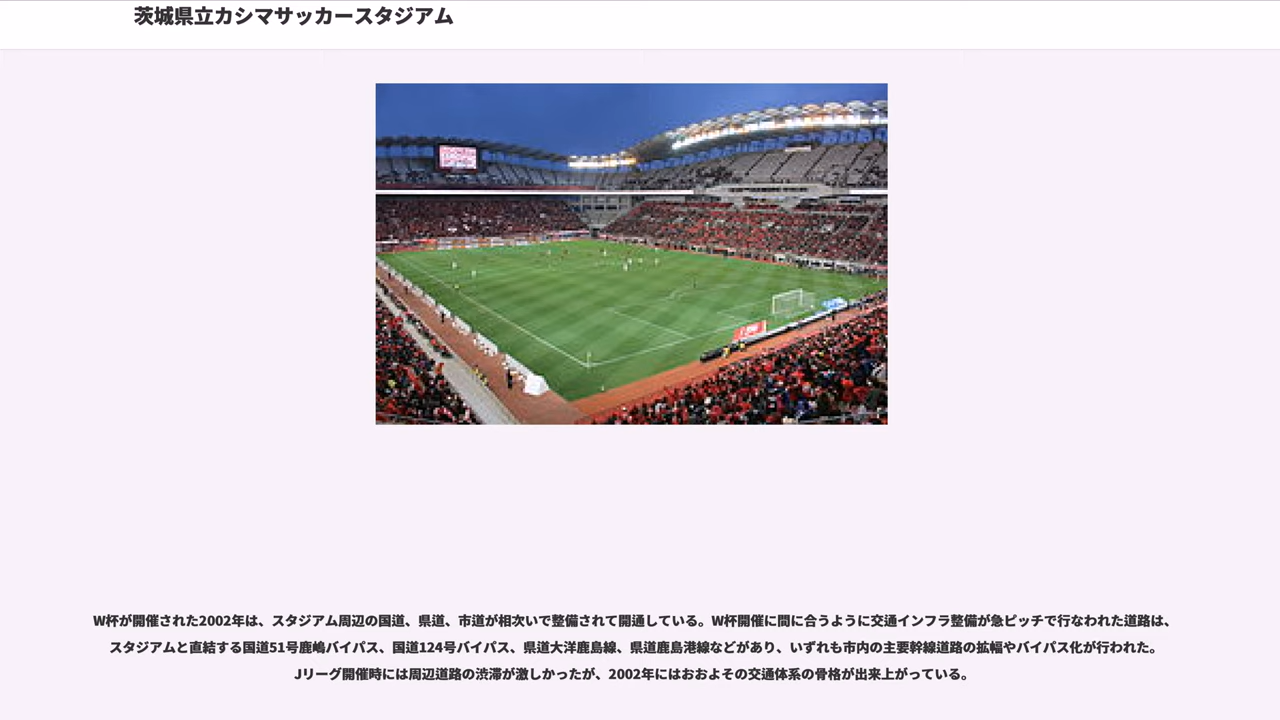 茨城県立カシマサッカースタジアム
W杯が開催された2002年は、スタジアム周辺の国道、県道、市道が相次いで整備されて開通している。W杯開催に間に合うように交通インフラ整備が急ピッチで行なわれた道路は、
スタジアムと直結する国道51号鹿嶋バイパス、国道124号バイパス、県道大洋鹿島線、県道鹿島港線などがあり、いずれも市内の主要幹線道路の拡幅やバイパス化が行われた。
Jリーグ開催時には周辺道路の渋滞が激しかったが、2002年にはおおよその交通体系の骨格が出来上がっている。